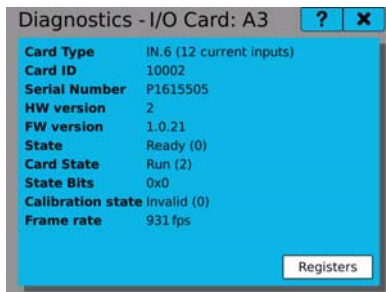 Diagnostics - I/O Card: A3 ? ×
Card Type IN.6 (12 current inputs)
Card ID 10002
Serial Number P1615505
HW version 2
FW version 1.0.21
State Ready (0)
Card State Run (2)
State Bits 0x0
Calibration state Invalid (0)
Frame rate 931 fps
Registers